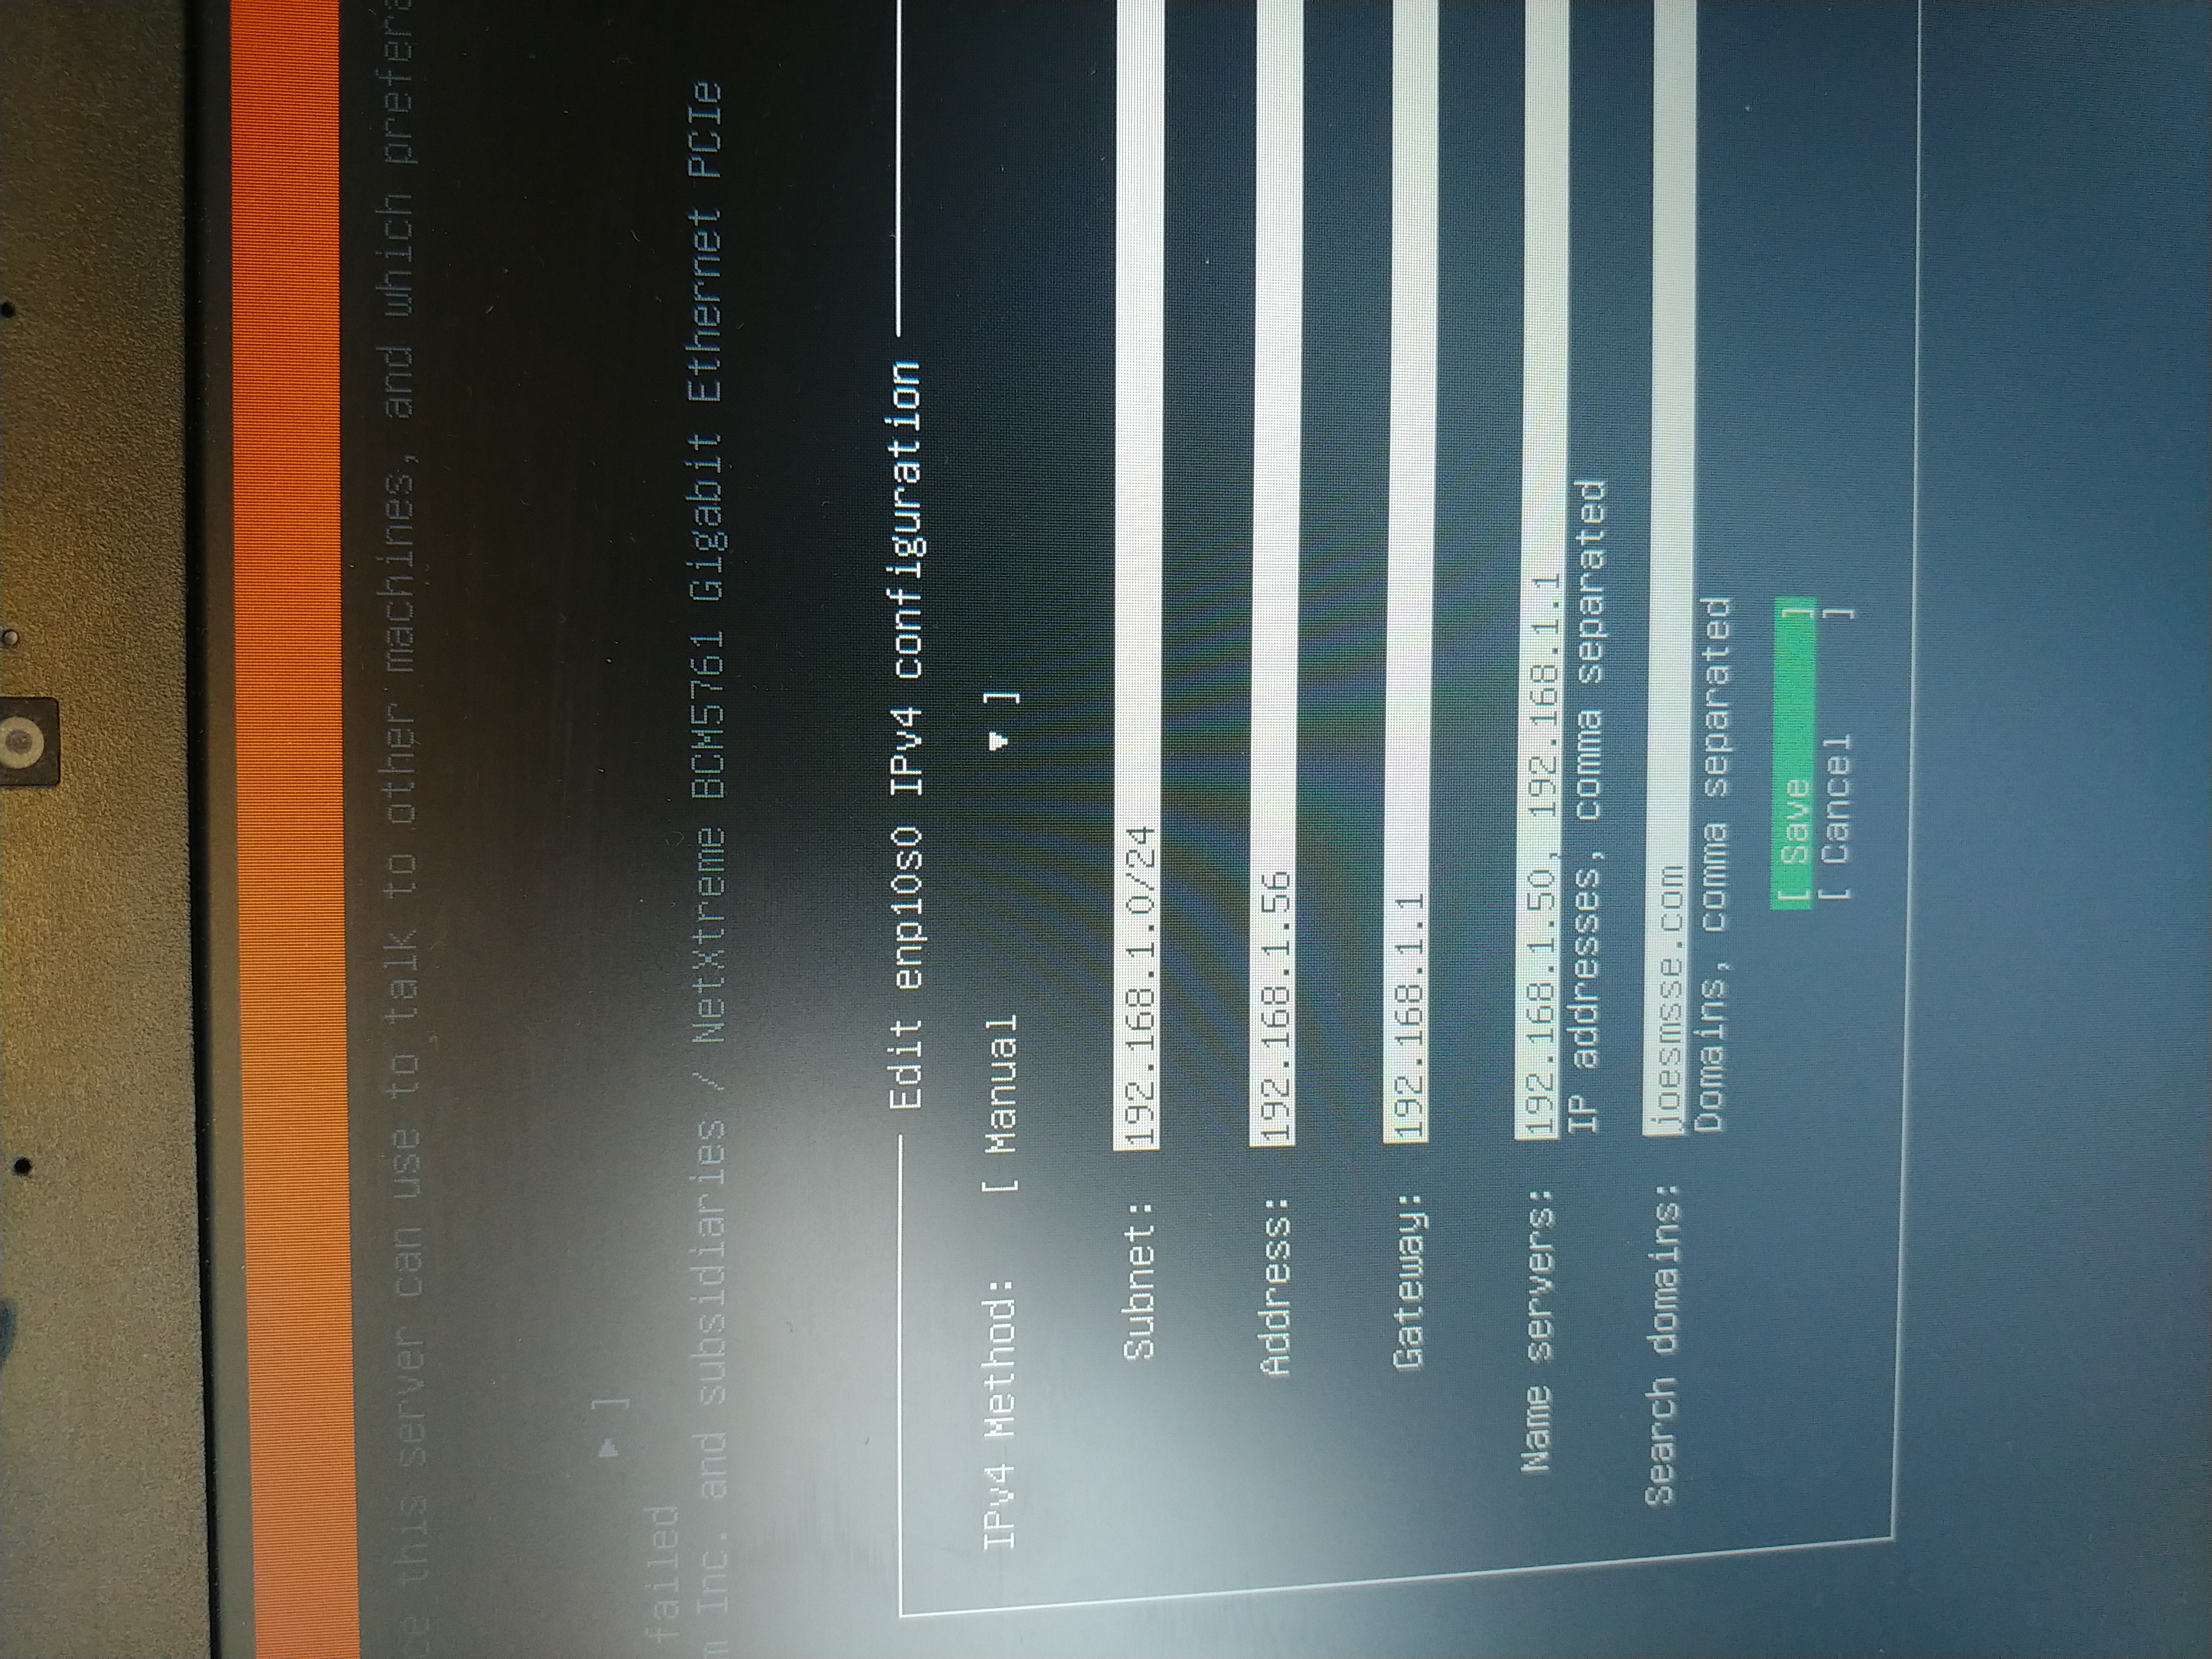 ce this server can use to talk to other machines, and which prefera
▸ ]
failed
m Inc. and subsidiaries / NetXtreme BCM5761 Gigabit Ethernet PCIe
Edit enp10s0 IPv4 configuration
IPv4 Method: [ Manual ▾ ]
Subnet: 192.168.1.0/24
Address: 192.168.1.56
Gateway: 192.168.1.1
Name servers: 192.168.1.50, 192.168.1.1
IP addresses, comma separated
Search domains: joesmsse.com
Domains, comma separated
[ Save ]
[ Cancel ]